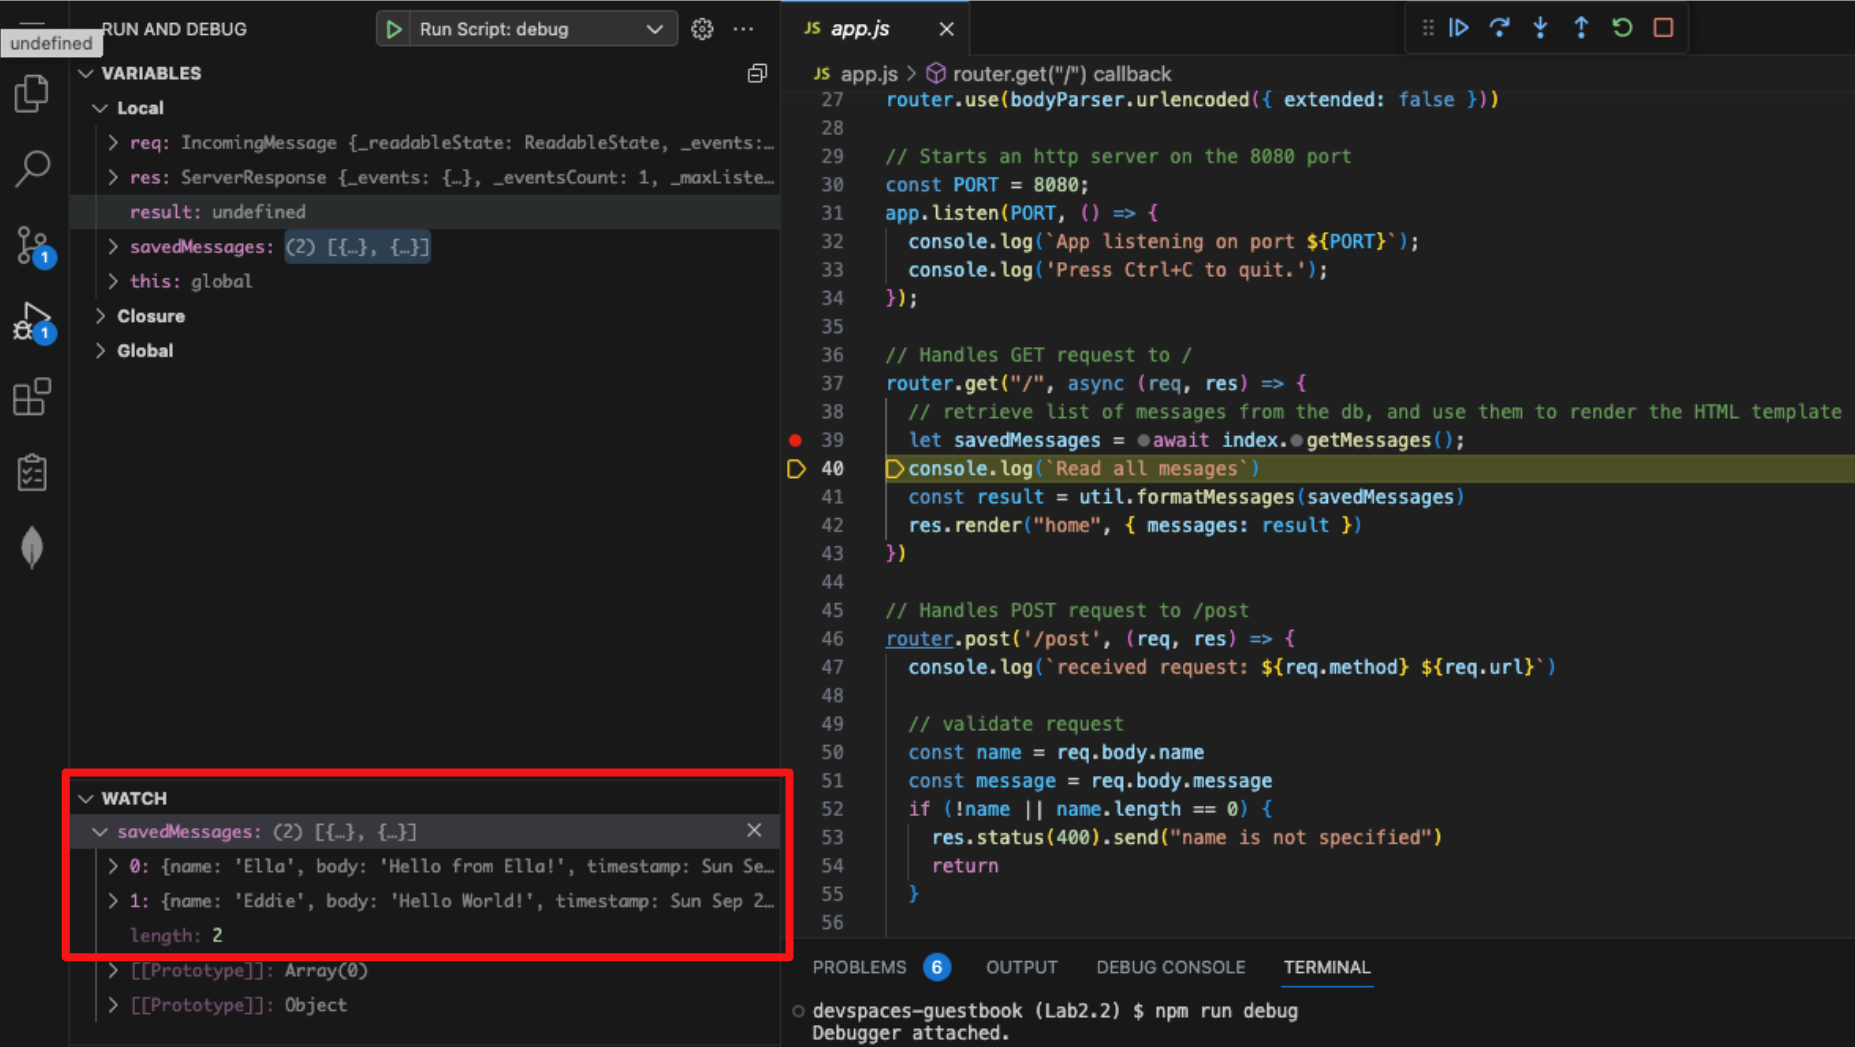 RUN AND DEBUG
Run Script: debug
undefined
VARIABLES
Local
req: IncomingMessage {_readableState: ReadableState, _events:…
res: ServerResponse {_events: {…}, _eventsCount: 1, _maxListe…
result: undefined
savedMessages: (2) [{…}, {…}]
this: global
Closure
Global
1
1
WATCH
savedMessages: (2) [{…}, {…}]
0: {name: 'Ella', body: 'Hello from Ella!', timestamp: Sun Se…
1: {name: 'Eddie', body: 'Hello World!', timestamp: Sun Sep 2…
length: 2
[[Prototype]]: Array(0)
[[Prototype]]: Object
JS app.js
JS app.js > router.get("/") callback
27 router.use(bodyParser.urlencoded({ extended: false }))
28
29 // Starts an http server on the 8080 port
30 const PORT = 8080;
31 app.listen(PORT, () => {
32 console.log(`App listening on port ${PORT}`);
33 console.log('Press Ctrl+C to quit.');
34 });
35
36 // Handles GET request to /
37 router.get("/", async (req, res) => {
38 // retrieve list of messages from the db, and use them to render the HTML template
39 let savedMessages = await index.getMessages();
40 console.log(`Read all mesages`)
41 const result = util.formatMessages(savedMessages)
42 res.render("home", { messages: result })
43 })
44
45 // Handles POST request to /post
46 router.post('/post', (req, res) => {
47 console.log(`received request: ${req.method} ${req.url}`)
48
49 // validate request
50 const name = req.body.name
51 const message = req.body.message
52 if (!name || name.length == 0) {
53 res.status(400).send("name is not specified")
54 return
55 }
56
PROBLEMS 6 OUTPUT DEBUG CONSOLE TERMINAL
devspaces-guestbook (Lab2.2) $ npm run debug
Debugger attached.